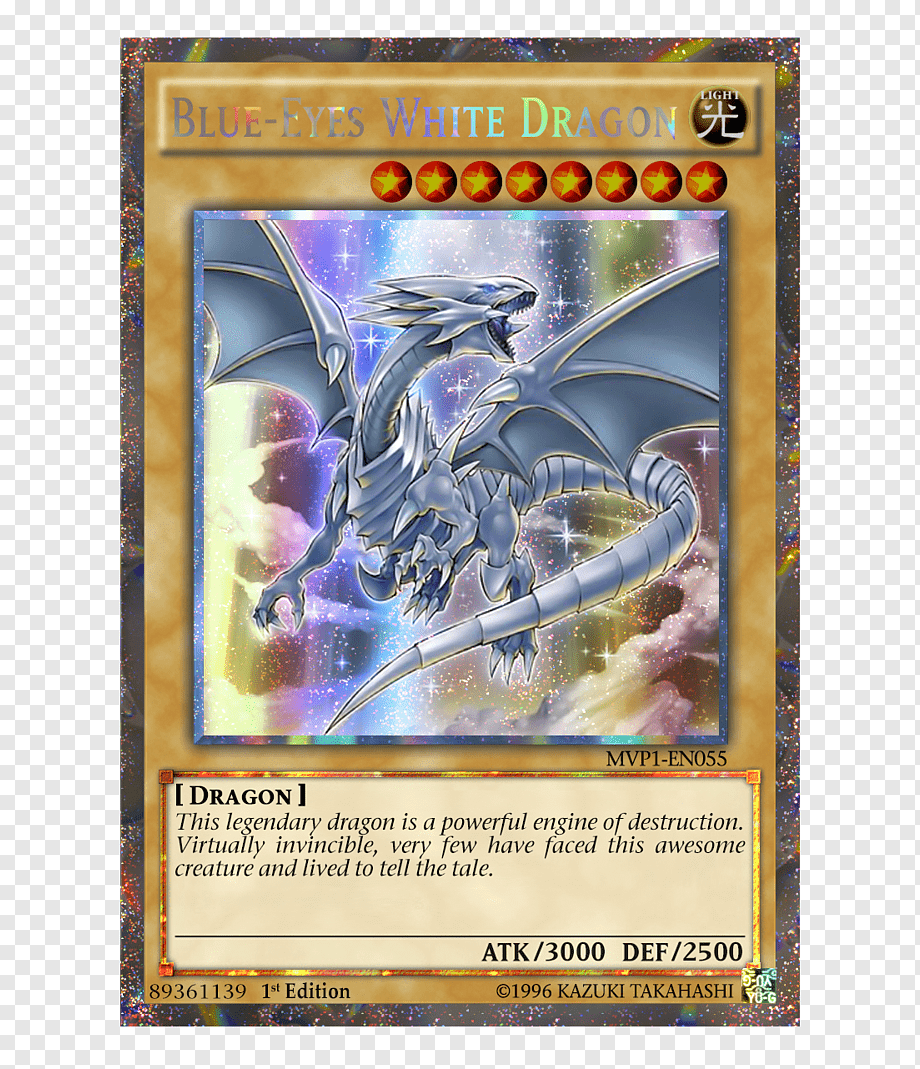 BLUE-EYES WHITE DRAGON
LIGHT
光
MVP1-EN055
[ DRAGON ]
This legendary dragon is a powerful engine of destruction.
Virtually invincible, very few have faced this awesome
creature and lived to tell the tale.
ATK/3000 DEF/2500
89361139 1st Edition ©1996 KAZUKI TAKAHASHI